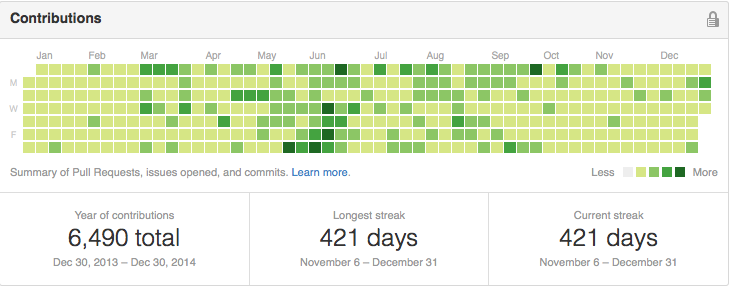 Contributions
Jan Feb Mar Apr May Jun Jul Aug Sep Oct Nov Dec
M
W
F
Summary of Pull Requests, issues opened, and commits. Learn more.
Less More
Year of contributions
6,490 total
Dec 30, 2013 – Dec 30, 2014
Longest streak
421 days
November 6 – December 31
Current streak
421 days
November 6 – December 31